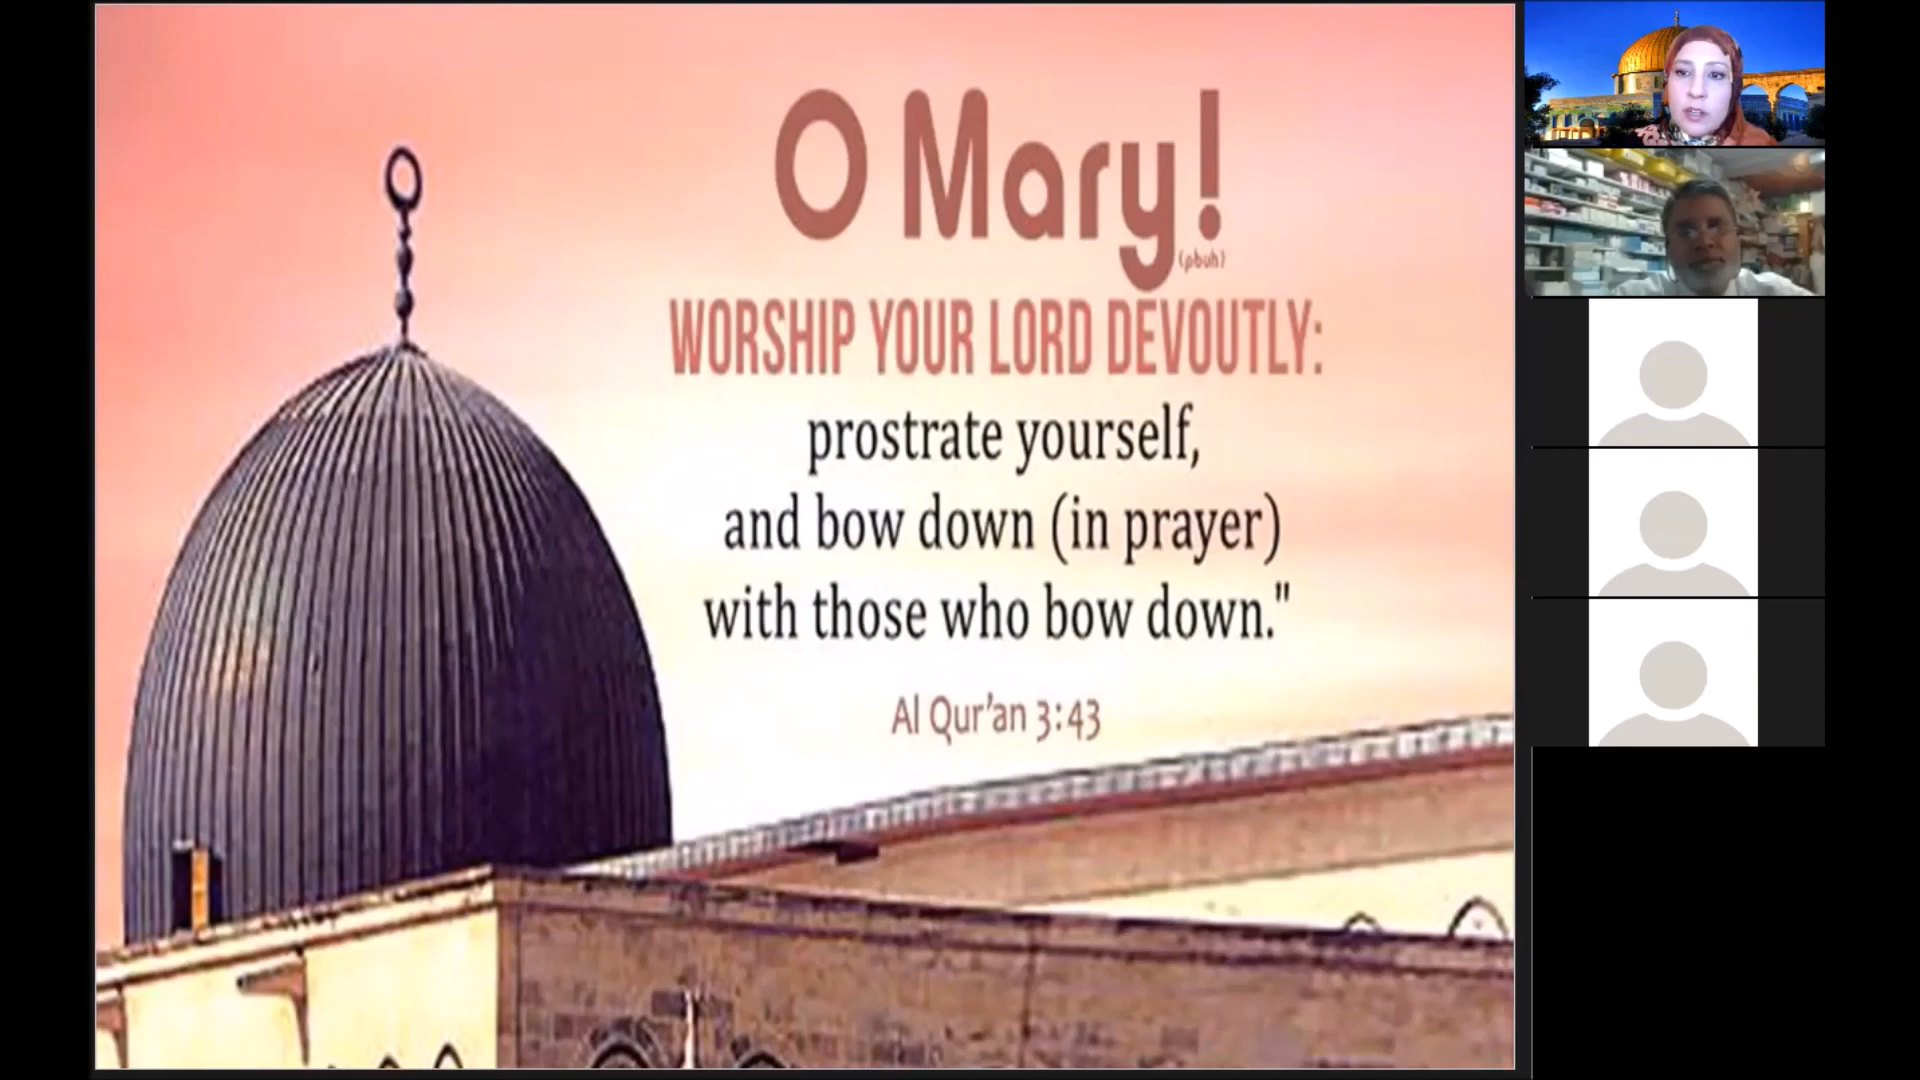 O Mary!
(pbuh)
WORSHIP YOUR LORD DEVOUTLY:
prostrate yourself,
and bow down (in prayer)
with those who bow down."
Al Qur'an 3:43